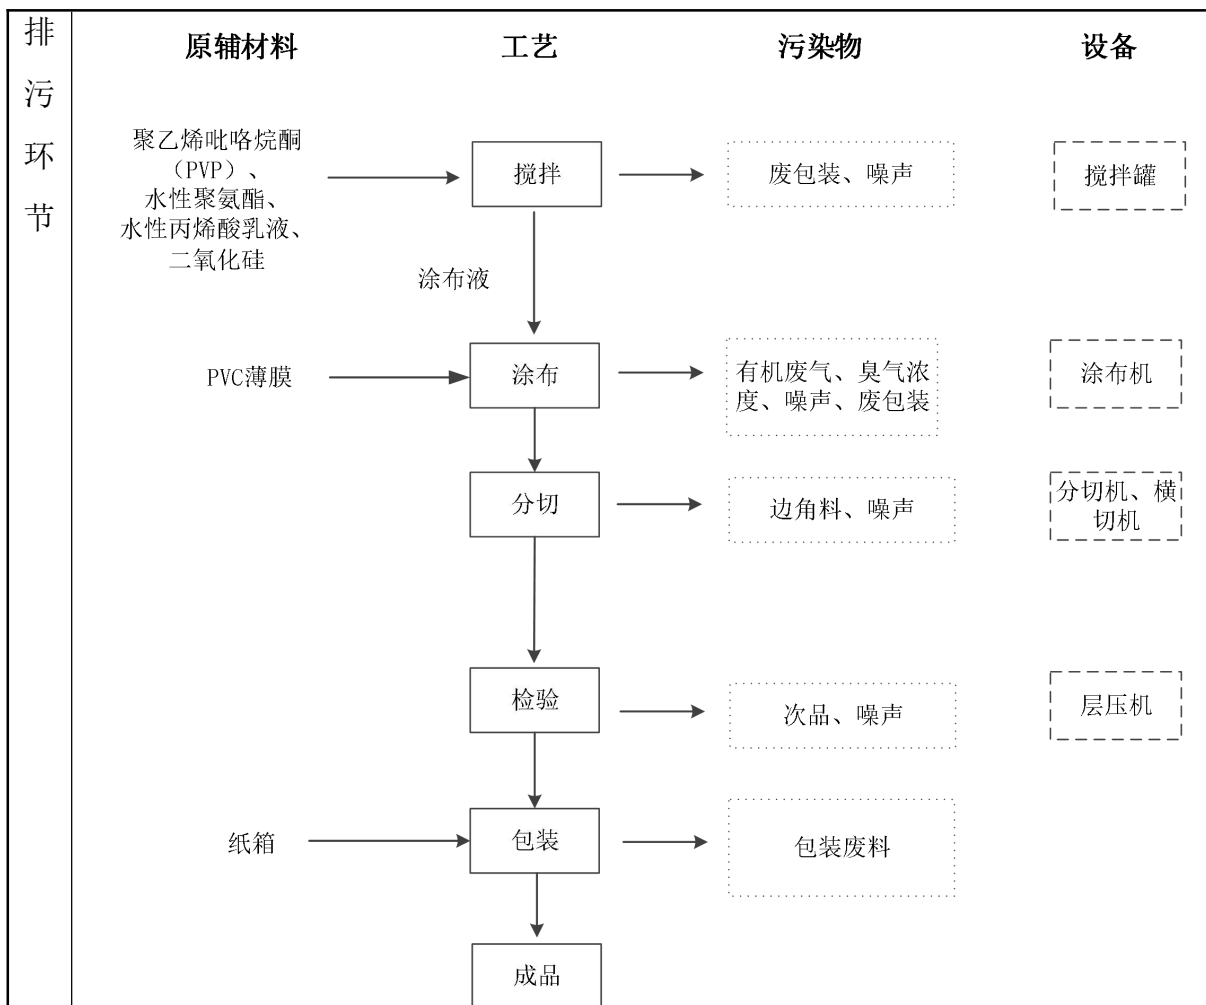 排
污
环
节
原辅材料 工艺 污染物 设备
聚乙烯吡咯烷酮
（PVP）、
水性聚氨酯、
水性丙烯酸乳液、
二氧化硅
搅拌
废包装、噪声
搅拌罐
涂布液
PVC薄膜
涂布
有机废气、臭气浓
度、噪声、废包装
涂布机
分切
边角料、噪声
分切机、横
切机
检验
次品、噪声
层压机
纸箱
包装
包装废料
成品